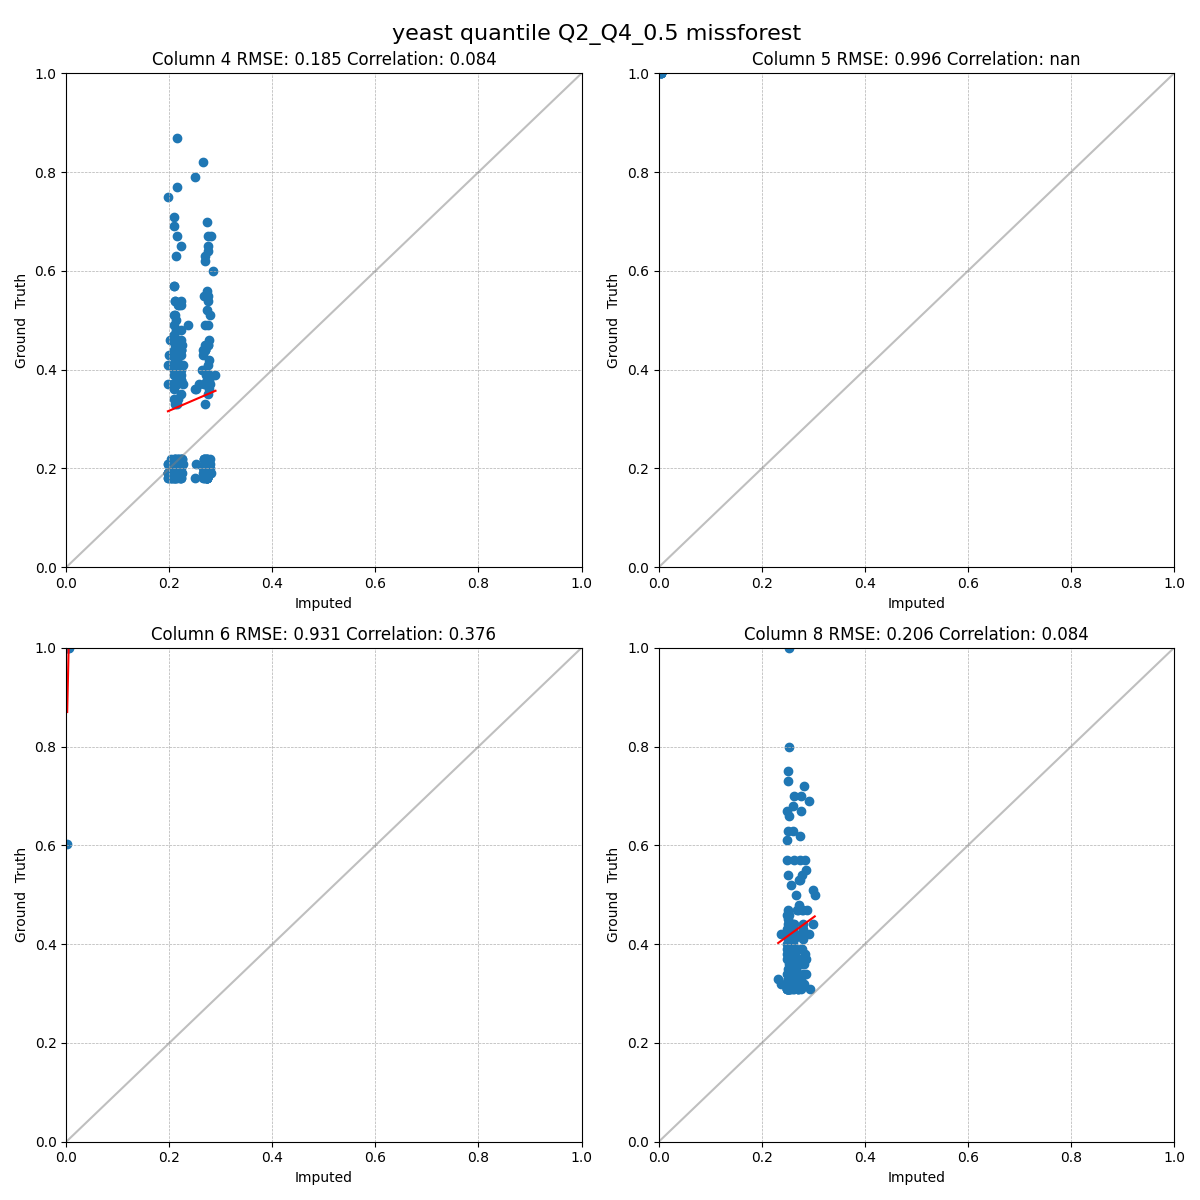 yeast quantile Q2_Q4_0.5 missforest
Column 4 RMSE: 0.185 Correlation: 0.084
1.0
0.8
0.6
0.4
0.2
0.0
Ground Truth
0.0 0.2 0.4 0.6 0.8 1.0
Imputed
Column 5 RMSE: 0.996 Correlation: nan
1.0
0.8
0.6
0.4
0.2
0.0
Ground Truth
0.0 0.2 0.4 0.6 0.8 1.0
Imputed
Column 6 RMSE: 0.931 Correlation: 0.376
1.0
0.8
0.6
0.4
0.2
0.0
Ground Truth
0.0 0.2 0.4 0.6 0.8 1.0
Imputed
Column 8 RMSE: 0.206 Correlation: 0.084
1.0
0.8
0.6
0.4
0.2
0.0
Ground Truth
0.0 0.2 0.4 0.6 0.8 1.0
Imputed